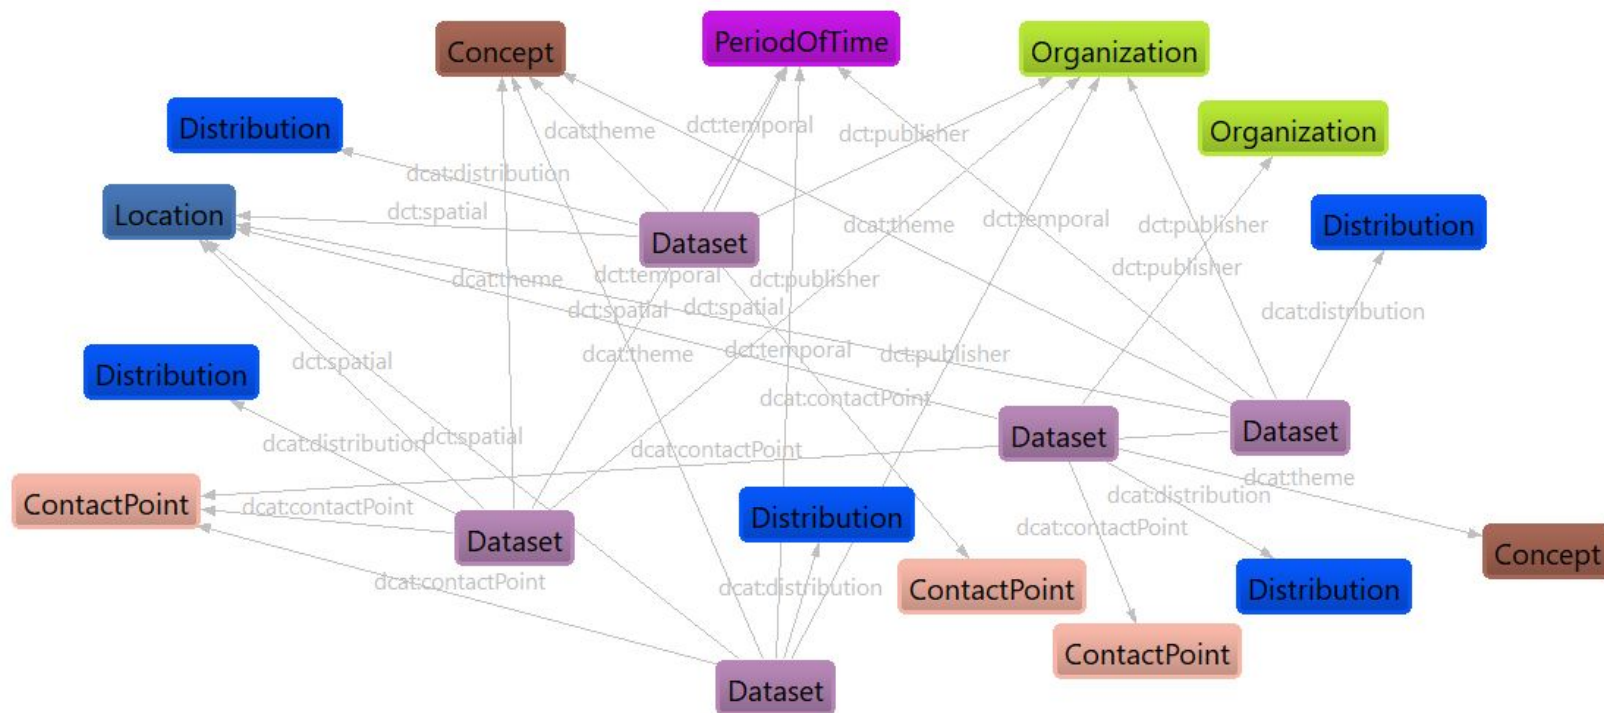 PeriodOfTime
Concept
Organization
Distribution
dcat:theme
dct:temporal
dct:publisher
Organization
dcat:distribution
Location
dct:spatial
Dataset
dcat:theme
dct:temporal
dct:publisher
Distribution
dcat:theme
dct:temporal
dct:publisher
dct:publisher
dct:spatial
dct:spatial
dcat:distribution
dct:spatial
dcat:theme
dct:temporal
dct:publisher
Distribution
dcat:contactPoint
Dataset
Dataset
dcat:distribution
dct:spatial
dcat:contactPoint
dcat:theme
ContactPoint
dcat:contactPoint
Dataset
Distribution
dcat:distribution
dcat:contactPoint
Concept
dcat:contactPoint
dcat:distribution
ContactPoint
Distribution
ContactPoint
Dataset